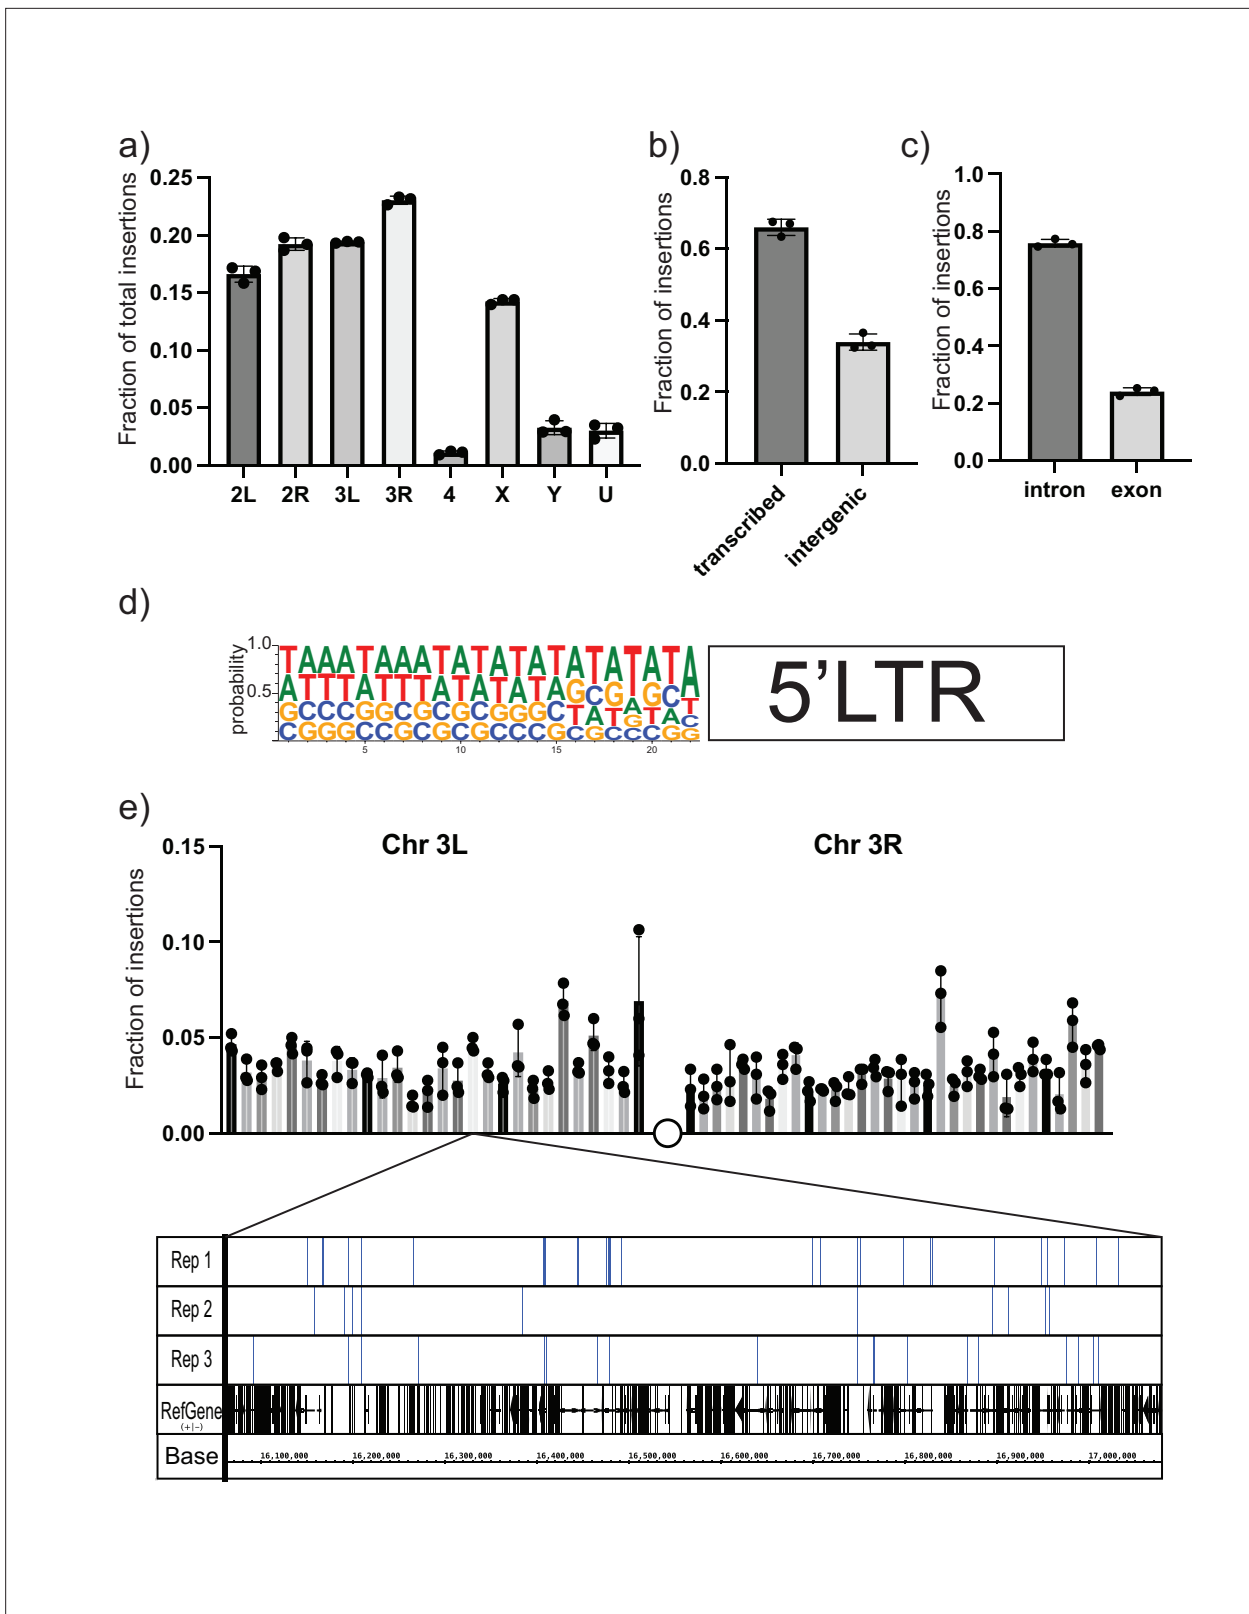 a)
b)
c)
Fraction of total insertions
0.25
0.20
0.15
0.10
0.05
0.00
2L 2R 3L 3R 4 X Y U
Fraction of insertions
0.8
0.6
0.4
0.2
0.0
transcribed
intergenic
Fraction of insertions
1.0
0.8
0.6
0.4
0.2
0.0
intron exon
d)
probability
1.0
0.5
TAAATAAATATATATATATATA
ATTTATTTATATATAGCGTGCA
GCCCGGCGCGCGGGCTATATAT
CGGGCCGCGCGCCCGCGCGTGC
CCCGG
5 10 15 20
5’LTR
e)
Chr 3L
Chr 3R
Fraction of insertions
0.15
0.10
0.05
0.00
Rep 1
Rep 2
Rep 3
RefGene
(+|-)
Base
16,100,000 16,200,000 16,300,000 16,400,000 16,500,000 16,600,000 16,700,000 16,800,000 16,900,000 17,000,000